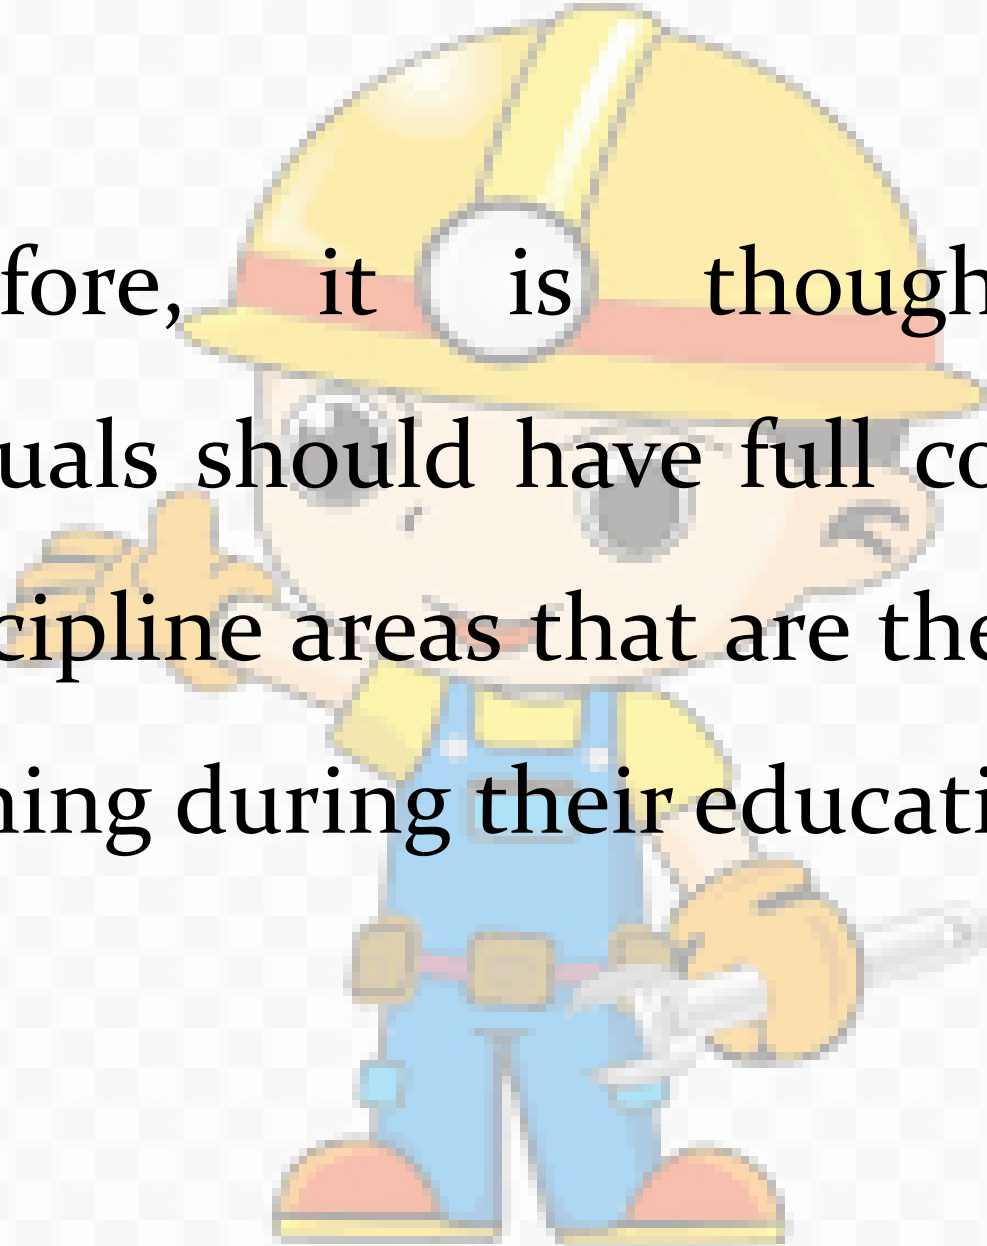 fore, it is though
uals should have full co
cipline areas that are the
ning during their educati